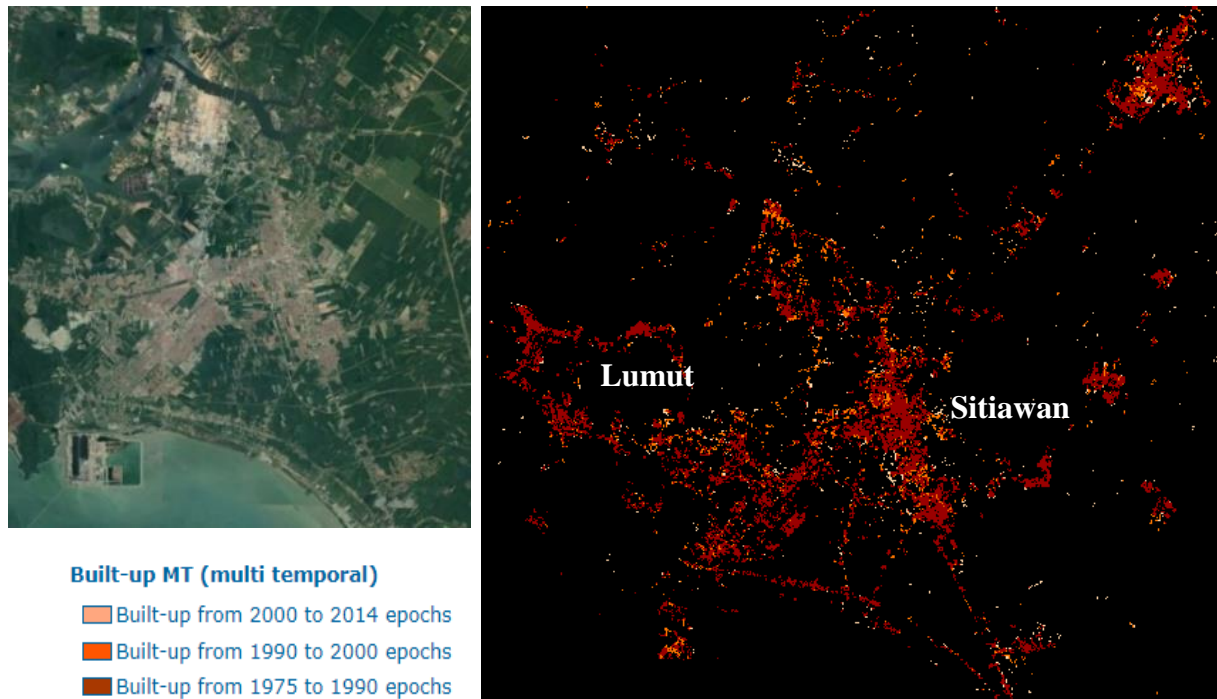 Lumut
Sitiawan
Built-up MT (multi temporal)
Built-up from 2000 to 2014 epochs
Built-up from 1990 to 2000 epochs
Built-up from 1975 to 1990 epochs